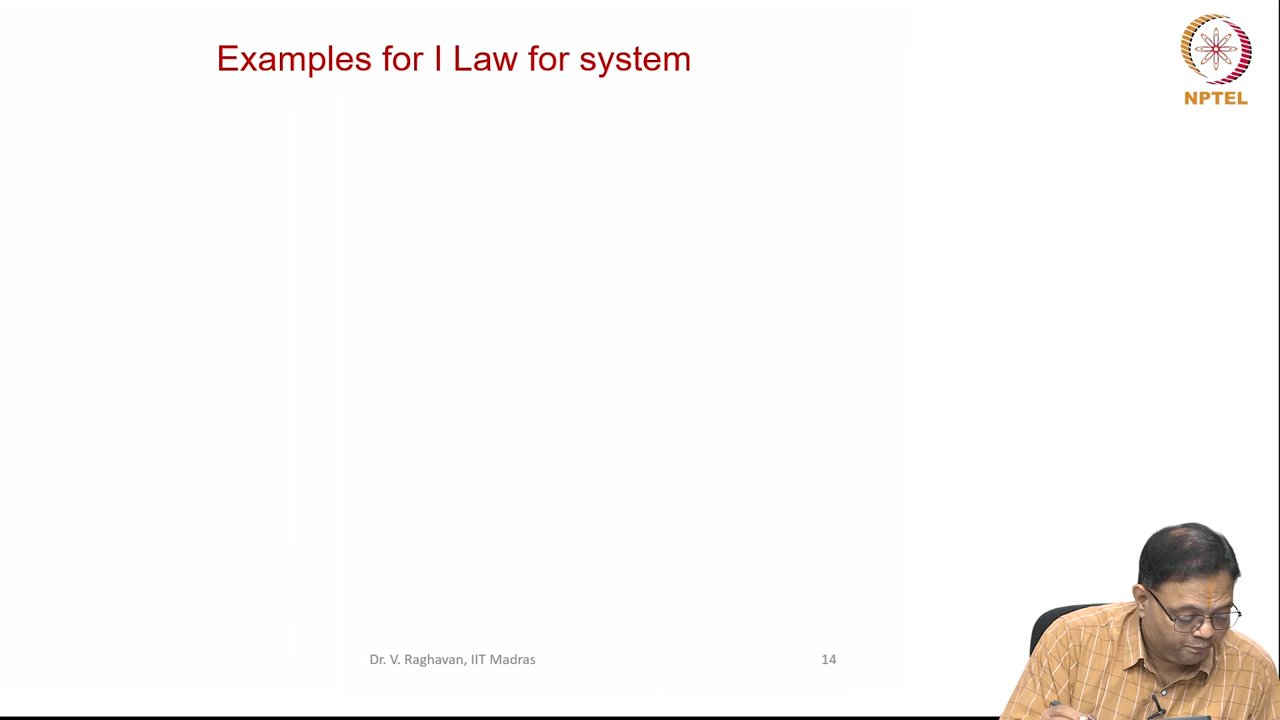 Examples for I Law for system
NPTEL
Dr. V. Raghavan, IIT Madras
14